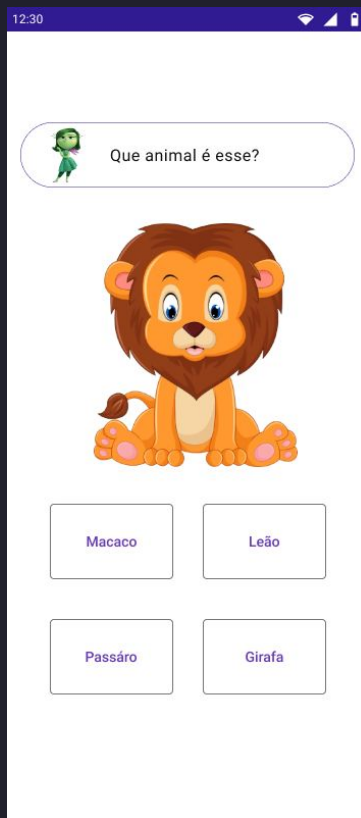 12:30
Que animal é esse?
Macaco
Leão
Passáro
Girafa